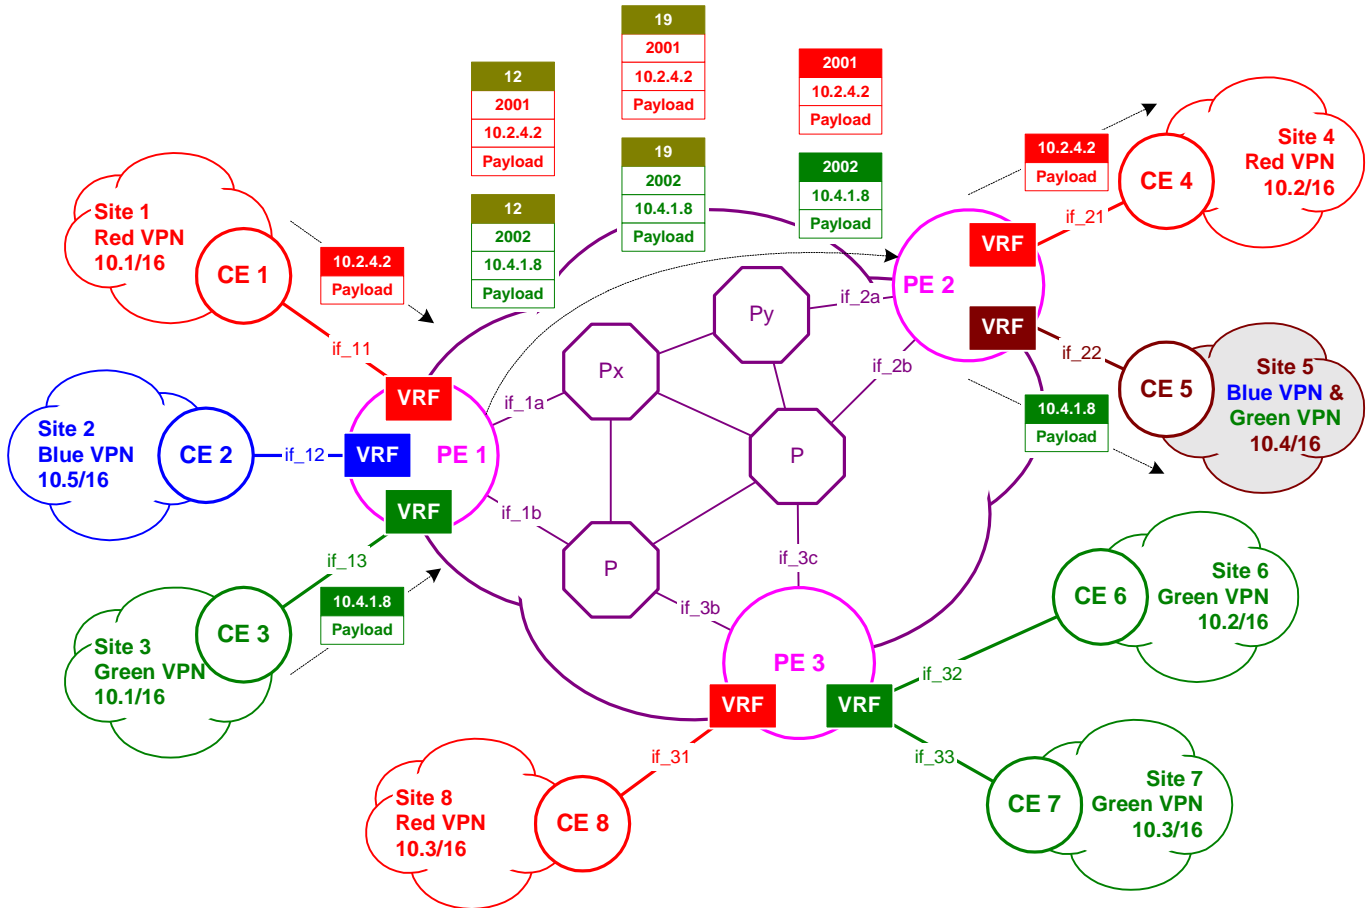 19
2001
10.2.4.2
Payload
12
2001
10.2.4.2
Payload
2001
10.2.4.2
Payload
19
2002
10.4.1.8
Payload
2002
10.4.1.8
Payload
12
2002
10.4.1.8
Payload
10.2.4.2
Payload
Site 4
Red VPN
10.2/16
CE 4
if_21
VRF
Site 1
Red VPN
10.1/16
CE 1
10.2.4.2
Payload
if_11
VRF
PE 2
if_2a
if_2b
VRF
if_22
CE 5
Site 5
Blue VPN &
Green VPN
10.4/16
10.4.1.8
Payload
Py
Px
P
P
if_1a
if_1b
Site 2
Blue VPN
10.5/16
CE 2
if_12
VRF
PE 1
VRF
if_13
CE 3
Site 3
Green VPN
10.1/16
10.4.1.8
Payload
if_3c
if_3b
PE 3
VRF
VRF
if_32
CE 6
Site 6
Green VPN
10.2/16
if_33
CE 7
Site 7
Green VPN
10.3/16
if_31
CE 8
Site 8
Red VPN
10.3/16